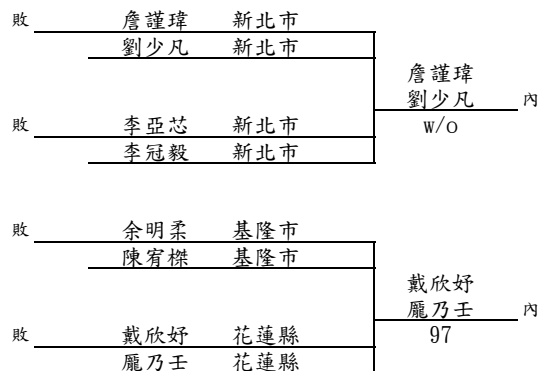 敗 詹謹瑋 新北市
劉少凡 新北市
詹謹瑋
劉少凡 內
敗 李亞芯 新北市 w/o
李冠毅 新北市
敗 余明柔 基隆市
陳宥榤 基隆市
戴欣妤
龐乃壬 內
敗 戴欣妤 花蓮縣 97
龐乃壬 花蓮縣